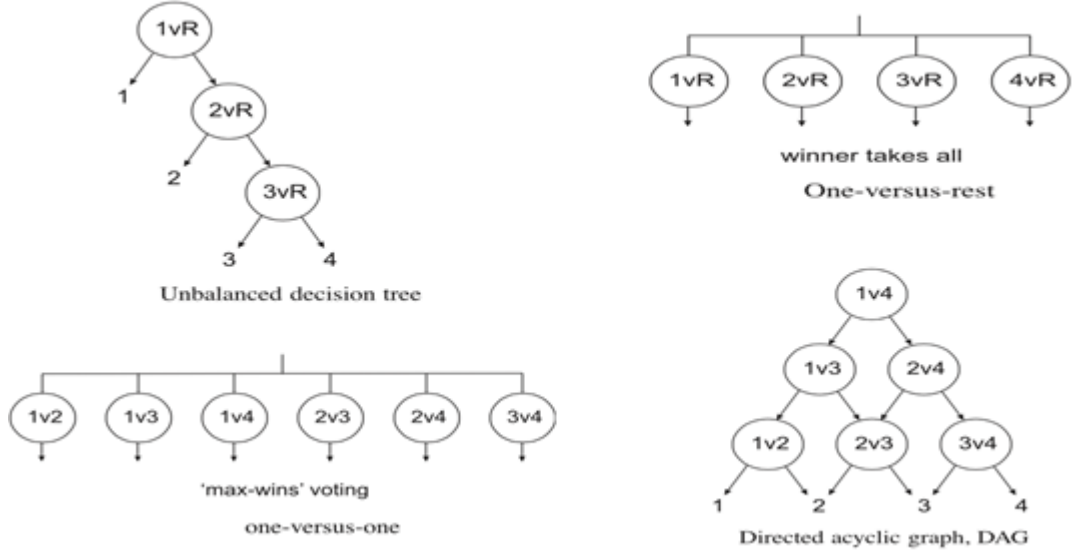 1vR
1
2vR
2
3vR
3 4
Unbalanced decision tree
1vR 2vR 3vR 4vR
winner takes all
One-versus-rest
1v2 1v3 1v4 2v3 2v4 3v4
'max-wins' voting
one-versus-one
1v4
1v3 2v4
1v2 2v3 3v4
1 2 3 4
Directed acyclic graph, DAG